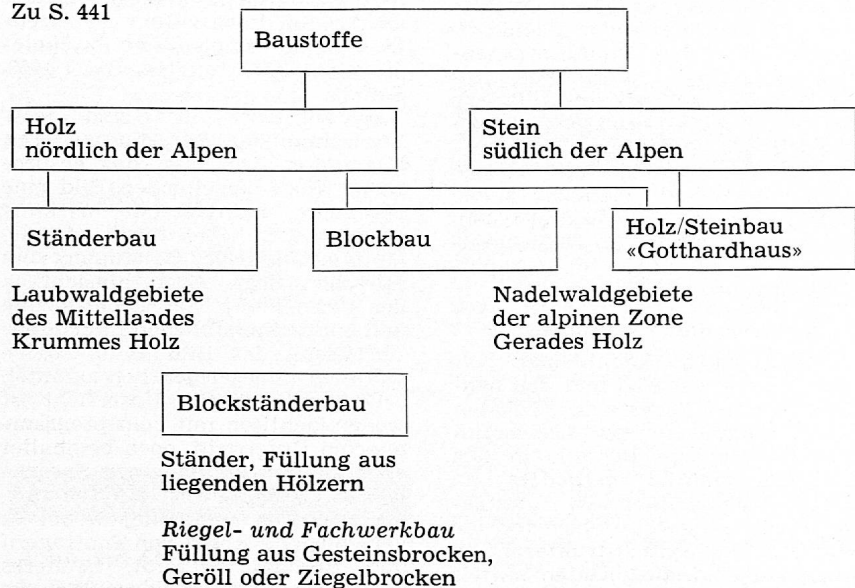 Zu S. 441
Baustoffe
Holz
nördlich der Alpen
Stein
südlich der Alpen
Ständerbau
Blockbau
Holz/Steinbau
«Gotthardhaus»
Laubwaldgebiete
des Mittellandes
Krummes Holz
Nadelwaldgebiete
der alpinen Zone
Gerades Holz
Blockständerbau
Ständer, Füllung aus
liegenden Hölzern
Riegel- und Fachwerkbau
Füllung aus Gesteinsbrocken,
Geröll oder Ziegelbrocken